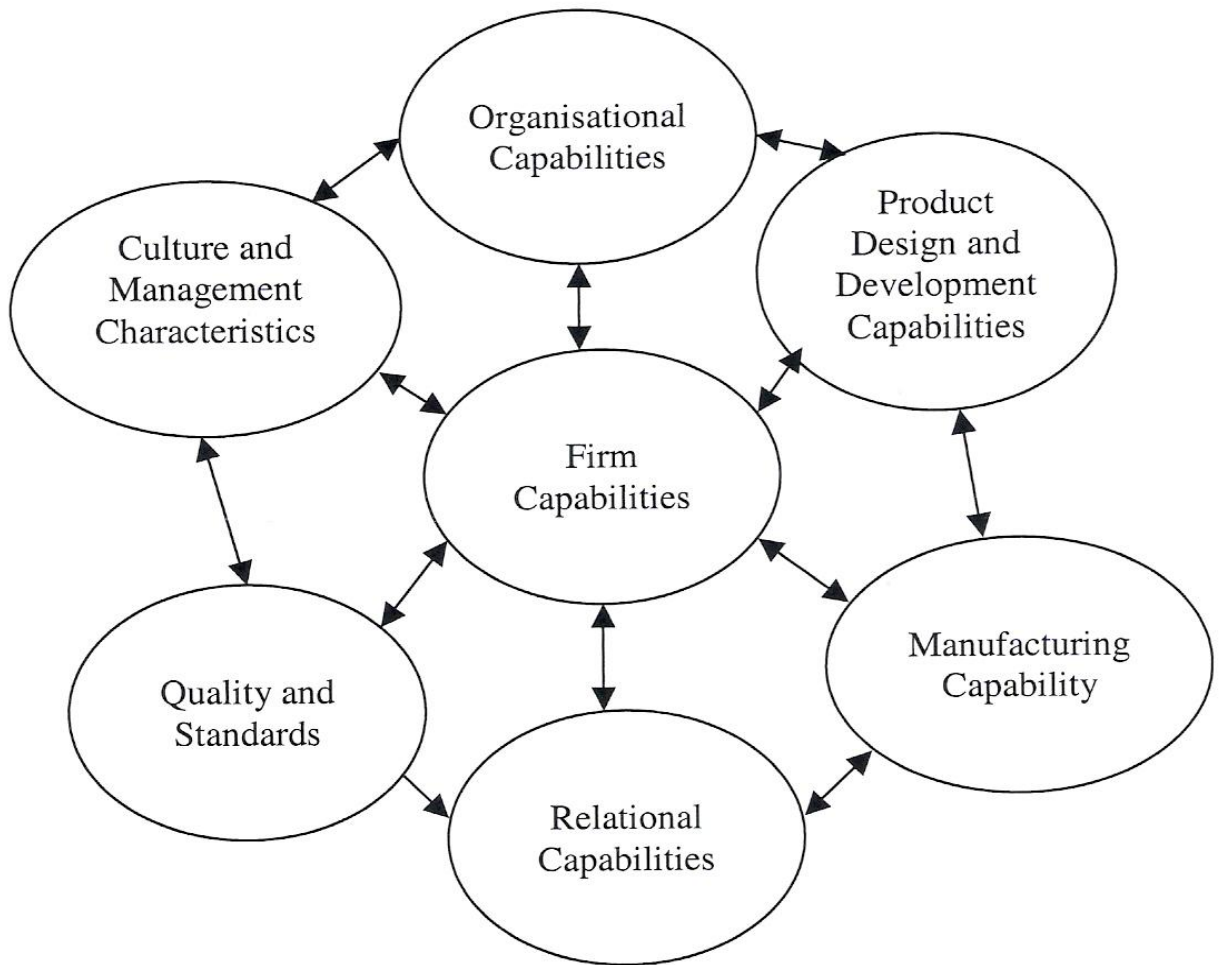 Organisational
Capabilities
Product
Design and
Development
Capabilities
Culture and
Management
Characteristics
Firm
Capabilities
Manufacturing
Capability
Quality and
Standards
Relational
Capabilities